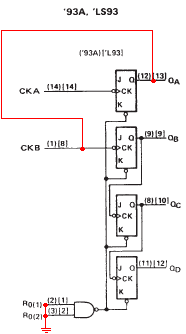 '93A, 'LS93
('93A) ['L93]
J Q (12) [13] QA
CKA (14) [14] CK
K
J Q (9) [9] QB
CKB (1) [8] CK
K
J Q (8) [10] QC
CK
K
J Q (11) [12] QD
CK
K
R0(1) (2) [1]
R0(2) (3) [2]